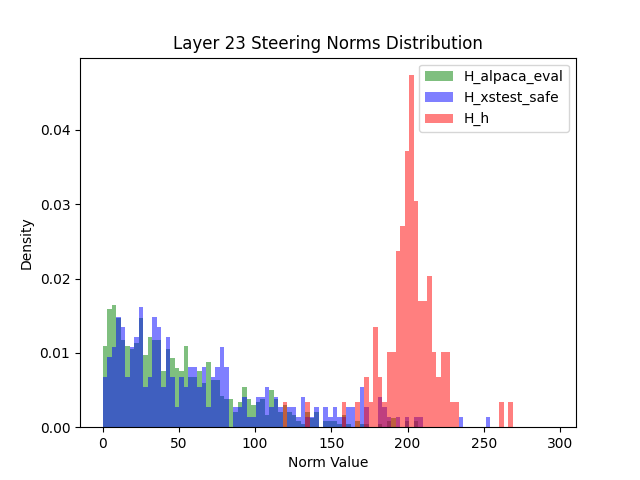 Layer 23 Steering Norms Distribution
H_alpaca_eval
H_xstest_safe
H_h
0.04
0.03
0.02
0.01
0.00
Density
0 50 100 150 200 250 300
Norm Value